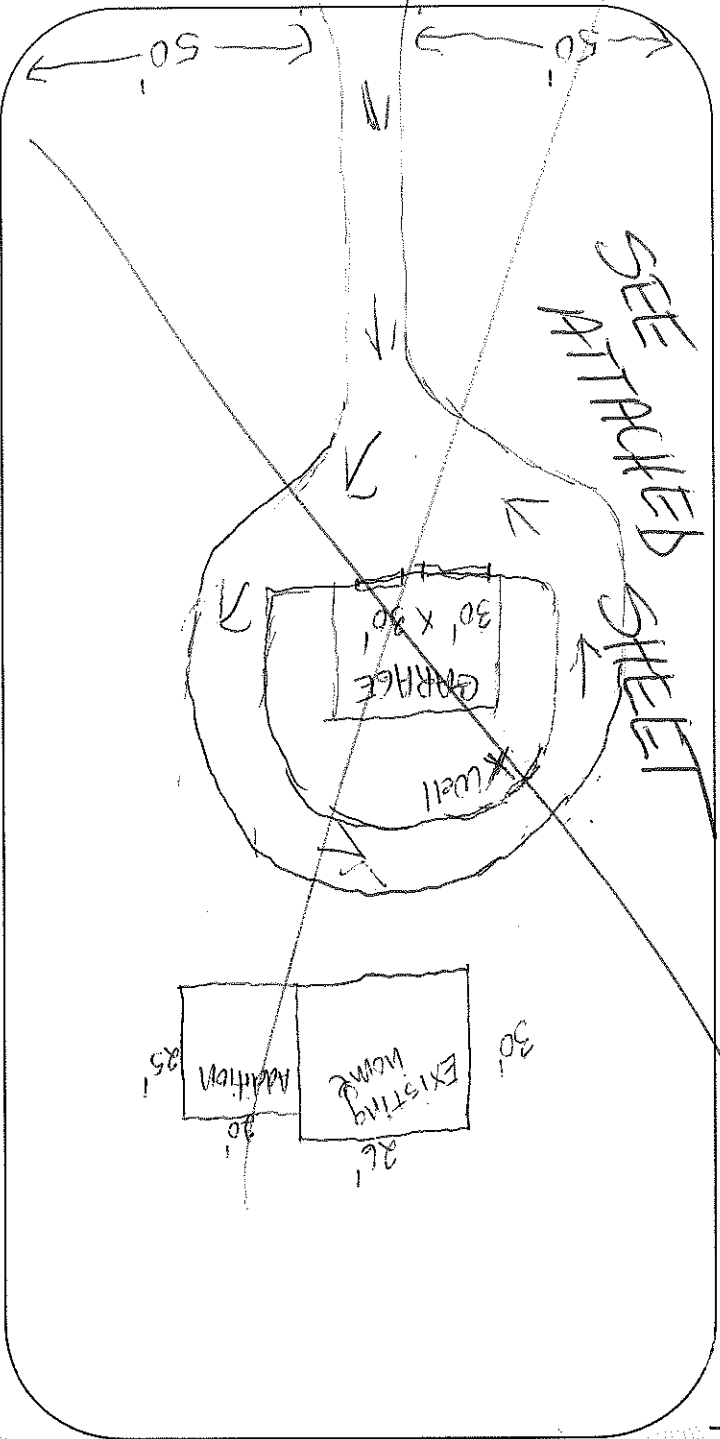 50'
50'
SEE
ATTACHED
SHEET
30' X 30'
GARAGE
X Well
EXISTING
home
Addition
30'
26'
20'
25'